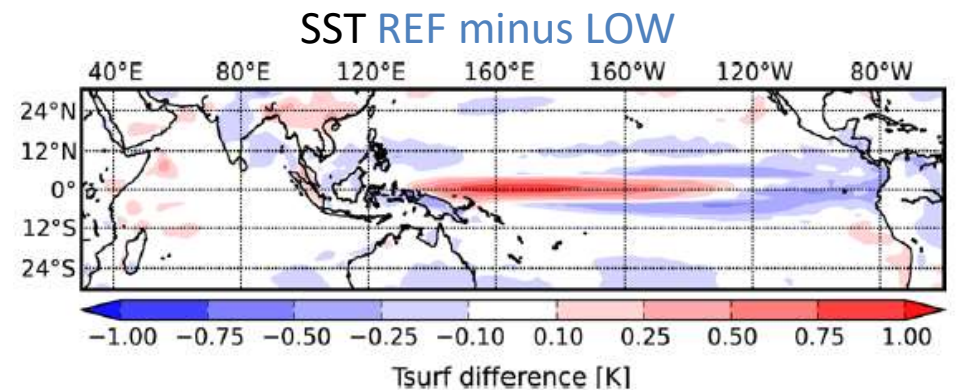 SST REF minus LOW
40°E 80°E 120°E 160°E 160°W 120°W 80°W
24°N
12°N
0°
12°S
24°S
−1.00 −0.75 −0.50 −0.25 −0.10 0.10 0.25 0.50 0.75 1.00
Tsurf difference [K]